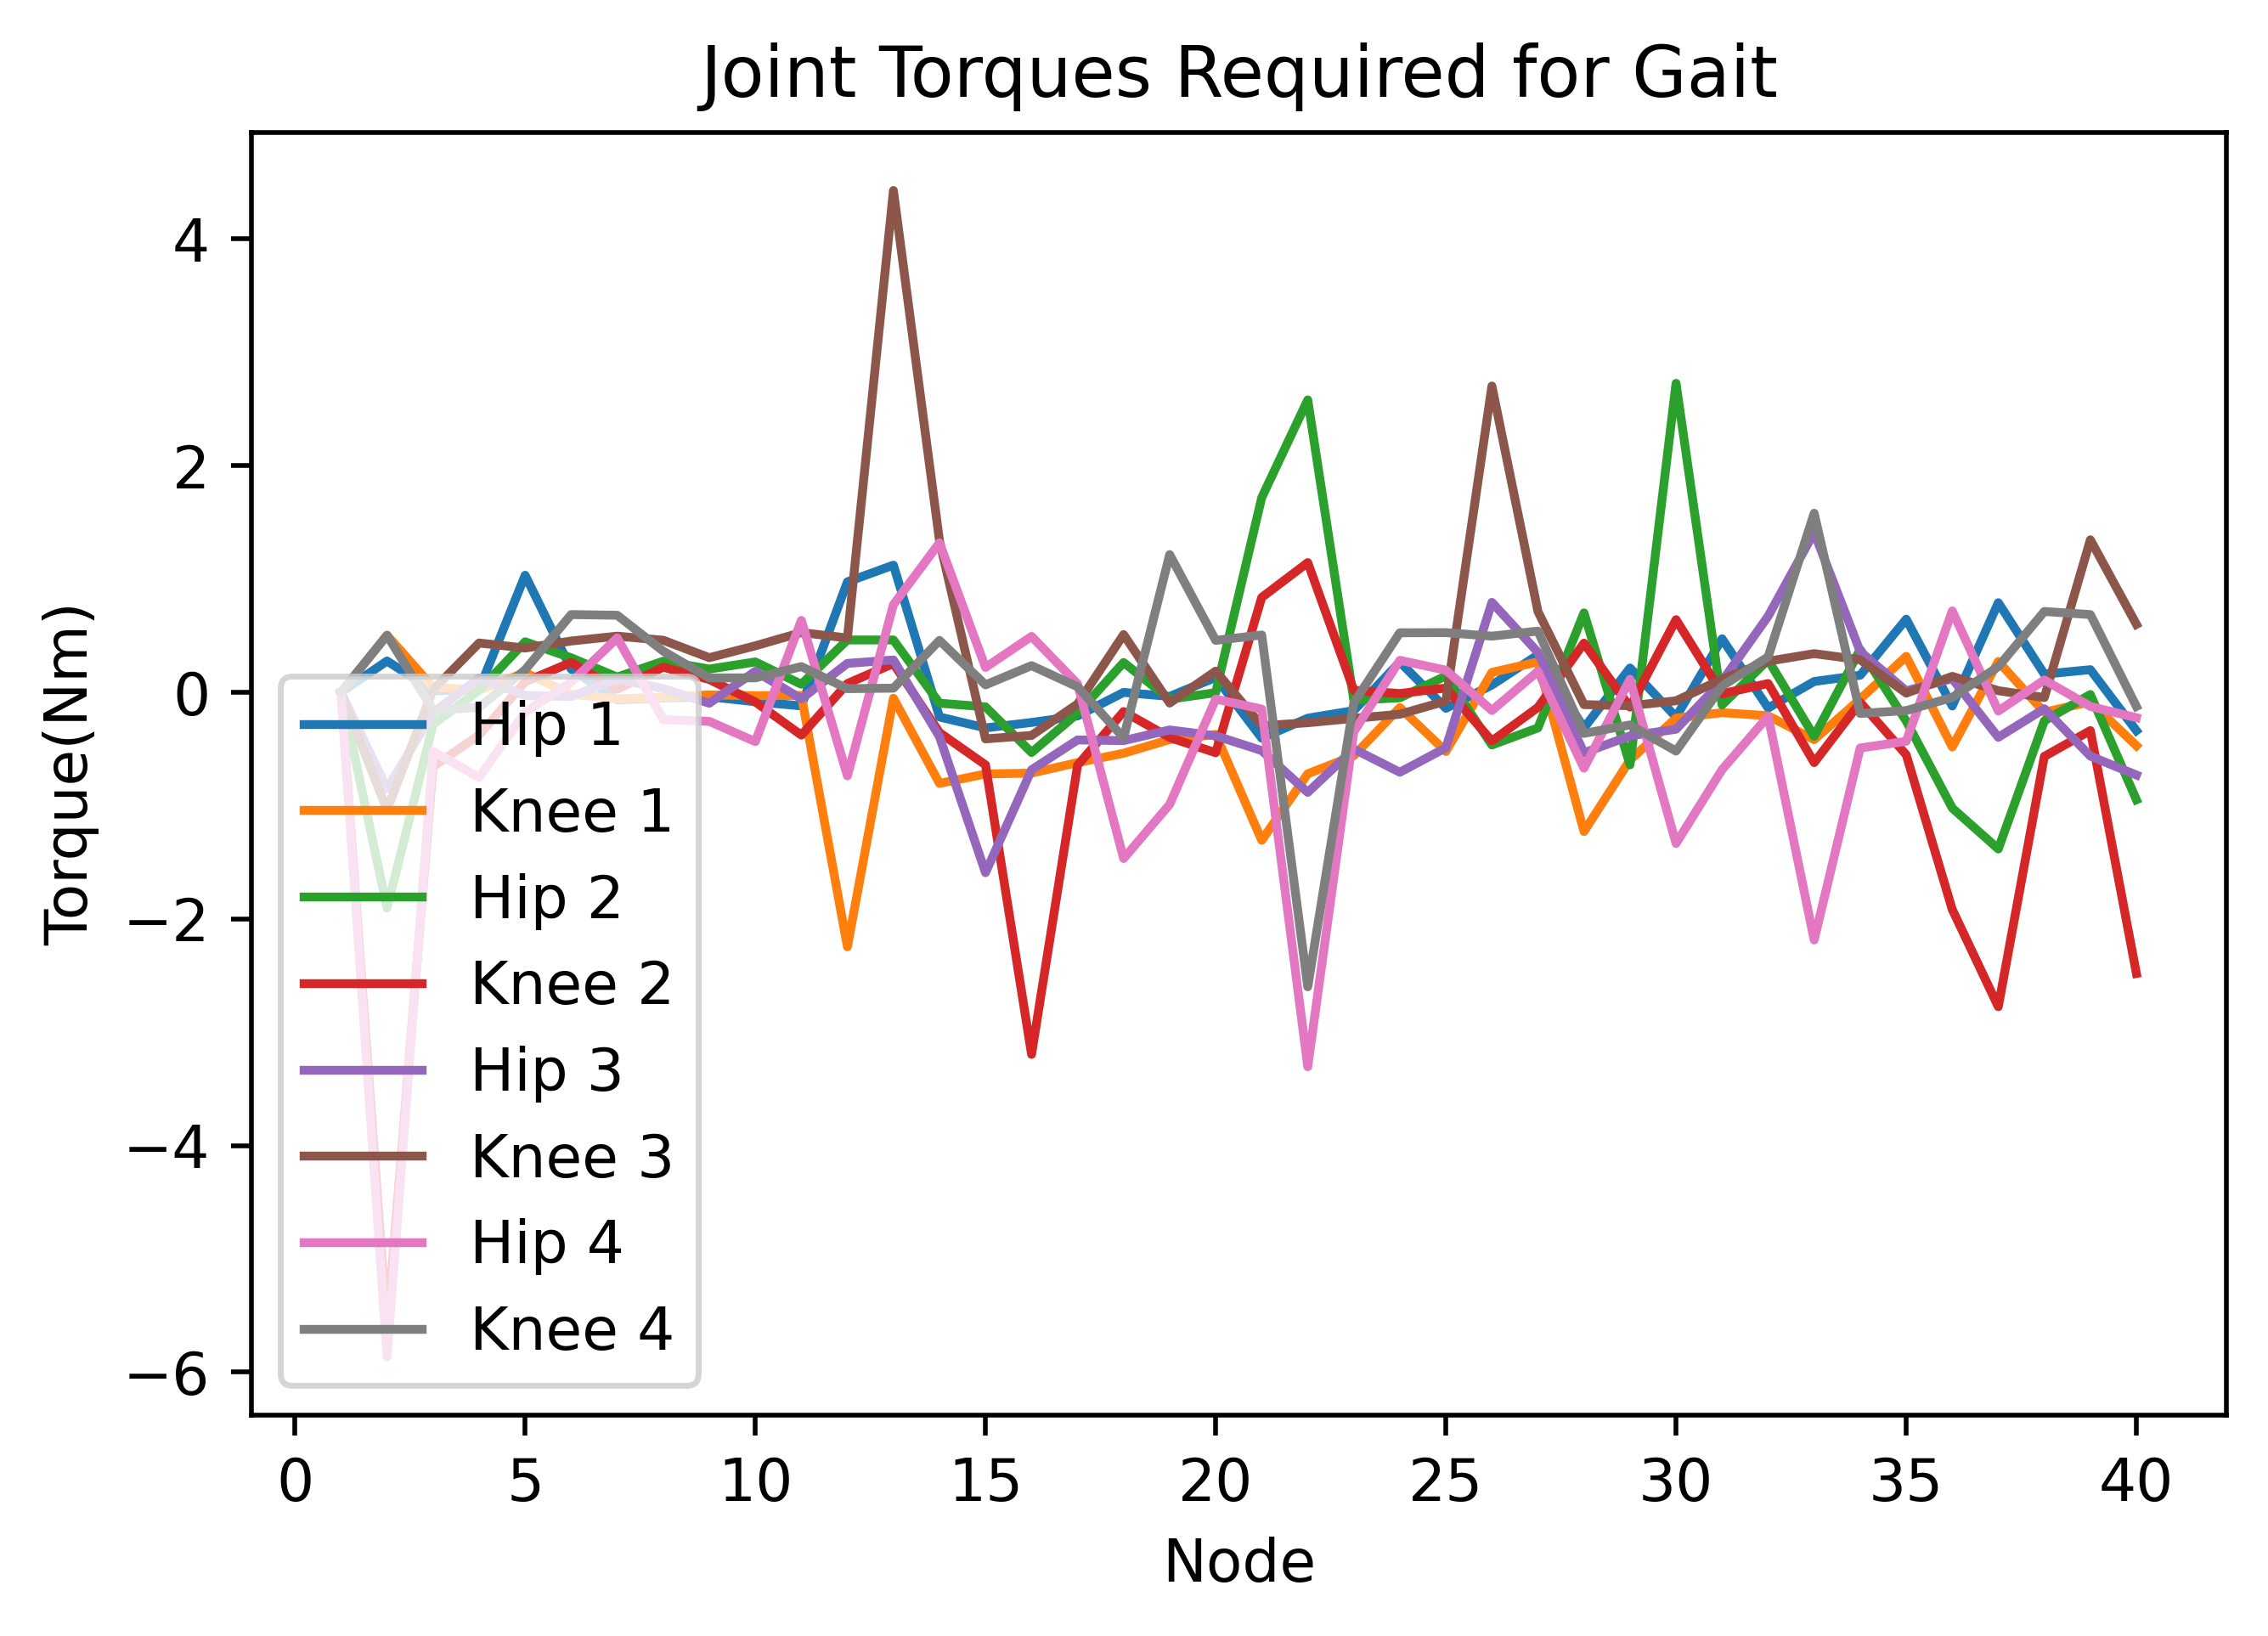 Joint Torques Required for Gait
Torque(Nm)
4
2
0
−2
−4
−6
Hip 1
Knee 1
Hip 2
Knee 2
Hip 3
Knee 3
Hip 4
Knee 4
0 5 10 15 20 25 30 35 40
Node